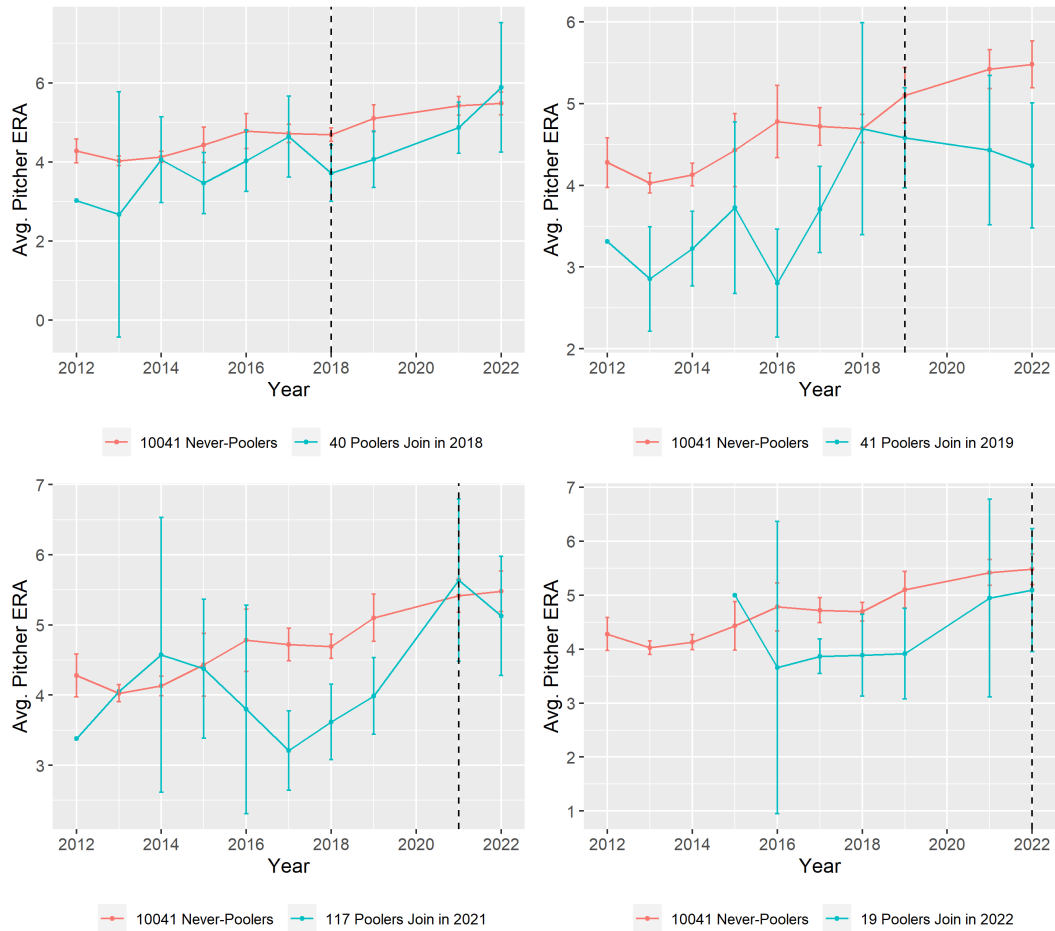 Avg. Pitcher ERA
6
4
2
0
2012 2014 2016 2018 2020 2022
Year
10041 Never-Poolers 40 Poolers Join in 2018
Avg. Pitcher ERA
6
5
4
3
2
2012 2014 2016 2018 2020 2022
Year
10041 Never-Poolers 41 Poolers Join in 2019
Avg. Pitcher ERA
7
6
5
4
3
2012 2014 2016 2018 2020 2022
Year
10041 Never-Poolers 117 Poolers Join in 2021
Avg. Pitcher ERA
7
6
5
4
3
2
1
2012 2014 2016 2018 2020 2022
Year
10041 Never-Poolers 19 Poolers Join in 2022